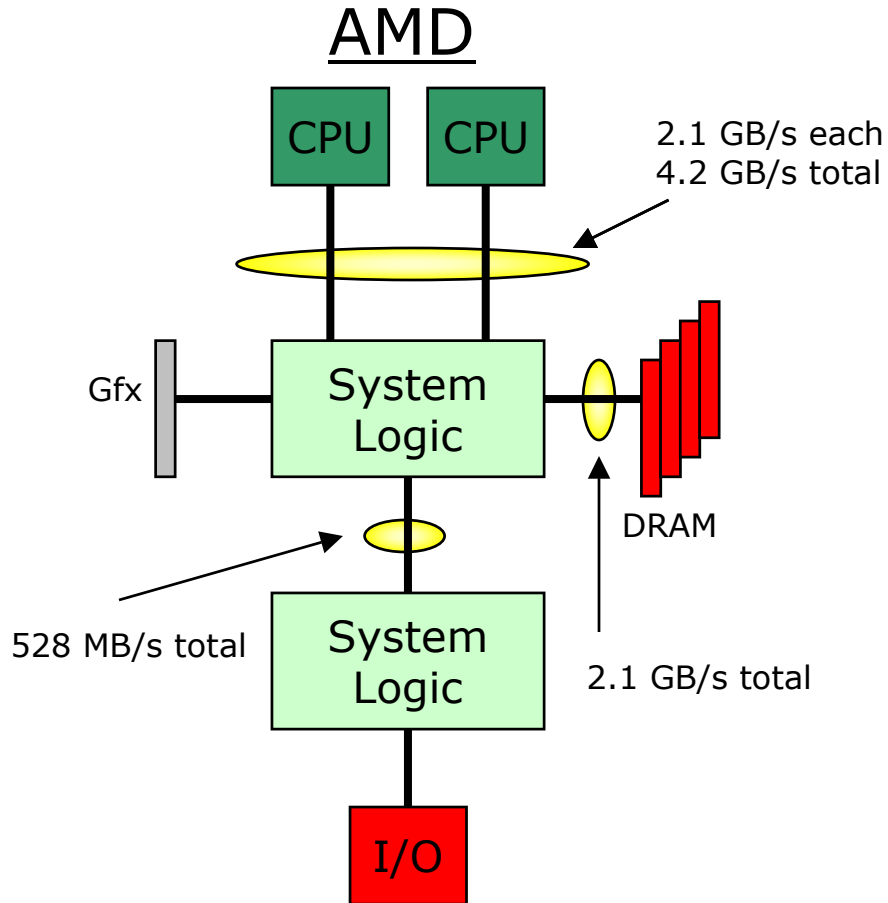 AMD
CPU
CPU
2.1 GB/s each
4.2 GB/s total
Gfx
System
Logic
DRAM
528 MB/s total
System
Logic
2.1 GB/s total
I/O